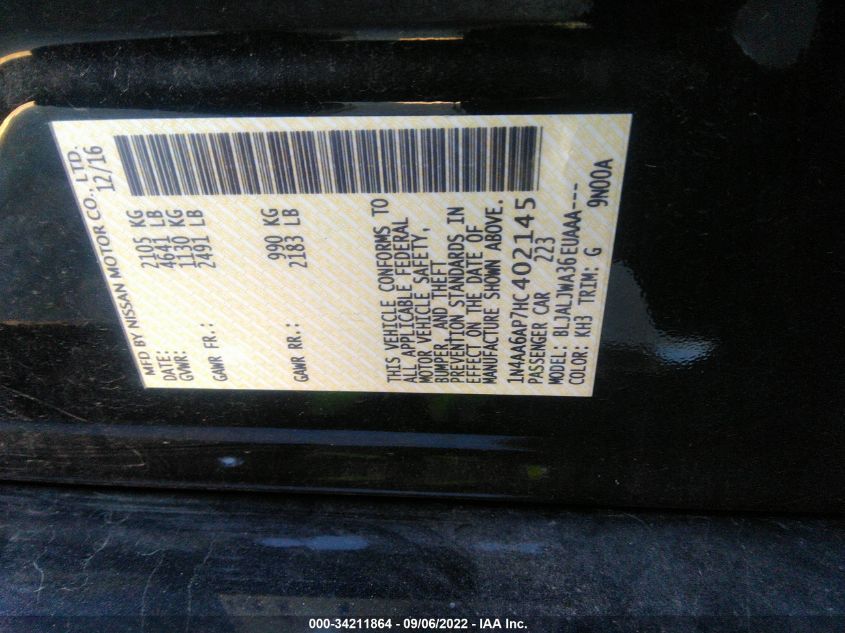 MFD BY NISSAN MOTOR CO., LTD.
DATE: 12/16
GVWR: 2105 KG
4641 LB
GAWR FR.: 1130 KG
2491 LB
GAWR RR.: 990 KG
2183 LB
THIS VEHICLE CONFORMS TO
ALL APPLICABLE FEDERAL
MOTOR VEHICLE SAFETY,
BUMPER, AND THEFT
PREVENTION STANDARDS IN
EFFECT ON THE DATE OF
MANUFACTURE SHOWN ABOVE.
1N4AA6AP7HC402145
PASSENGER CAR 223
MODEL: BLJALJWA36EUAAA---
COLOR: KH3 TRIM: G 9N00A
000-34211864 - 09/06/2022 - IAA Inc.